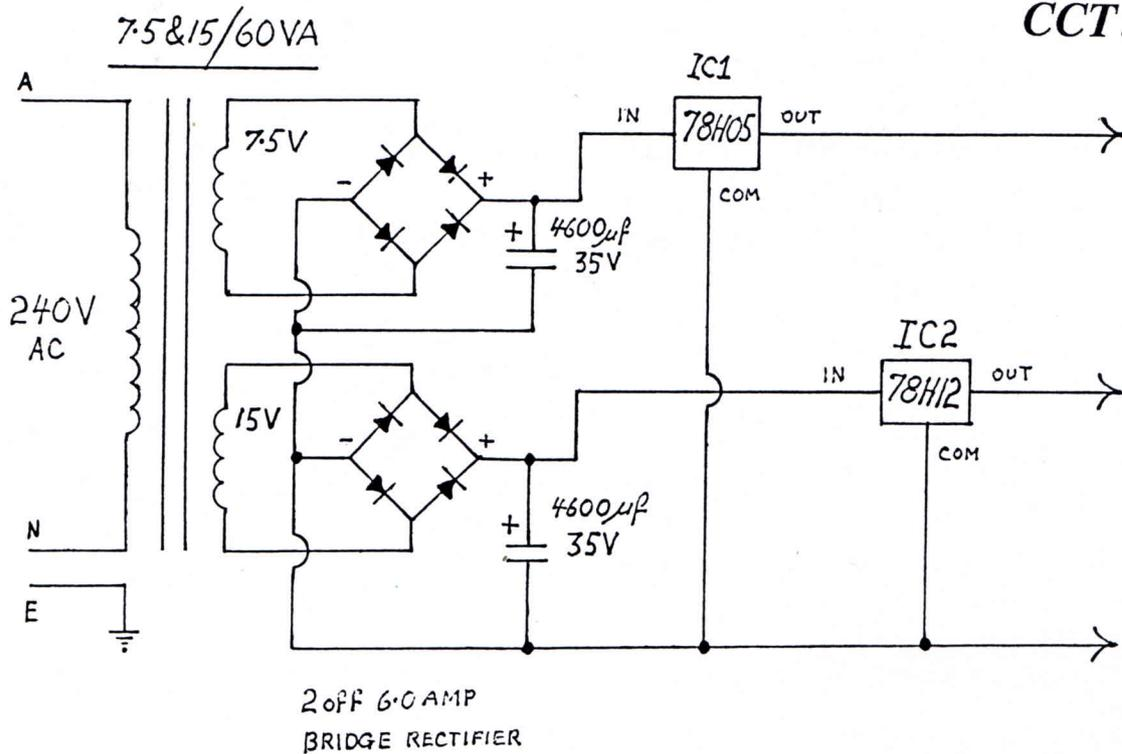 CCT
7.5&15/60VA
A
IC1
7.5V
IN
78H05
OUT
-
+
COM
+
4600µf
35V
240V
AC
IC2
IN
78H12
OUT
15V
-
+
COM
+
4600µf
35V
N
E
2 off 6.0 AMP
BRIDGE RECTIFIER